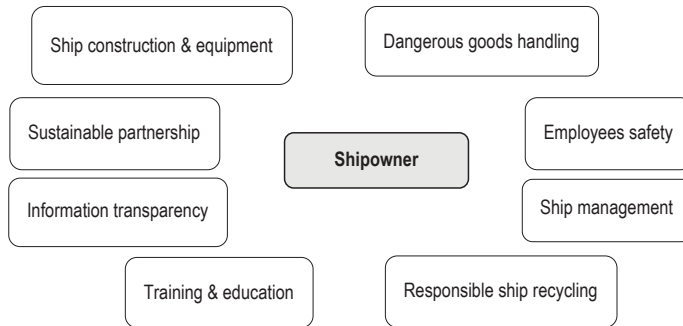 Ship construction & equipment
Dangerous goods handling
Sustainable partnership
Shipowner
Employees safety
Information transparency
Ship management
Training & education
Responsible ship recycling